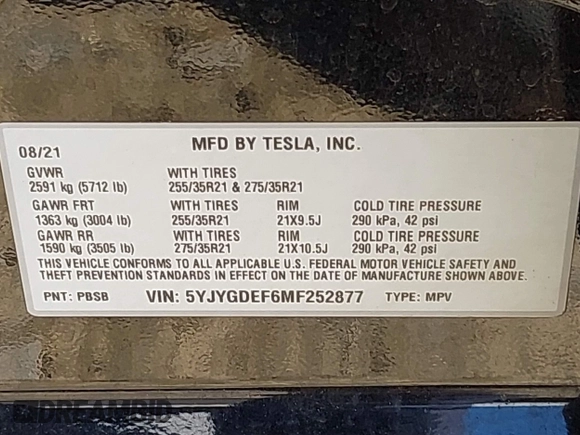 08/21 MFD BY TESLA, INC.
GVWR WITH TIRES
2591 kg (5712 lb) 255/35R21 & 275/35R21
GAWR FRT WITH TIRES RIM COLD TIRE PRESSURE
1363 kg (3004 lb) 255/35R21 21X9.5J 290 kPa, 42 psi
GAWR RR WITH TIRES RIM COLD TIRE PRESSURE
1590 kg (3505 lb) 275/35R21 21X10.5J 290 kPa, 42 psi
THIS VEHICLE CONFORMS TO ALL APPLICABLE U.S. FEDERAL MOTOR VEHICLE SAFETY AND
THEFT PREVENTION STANDARDS IN EFFECT ON THE DATE OF MANUFACTURE SHOWN ABOVE.
PNT: PBSB VIN: 5YJYGDEF6MF252877 TYPE: MPV
DREAMBID